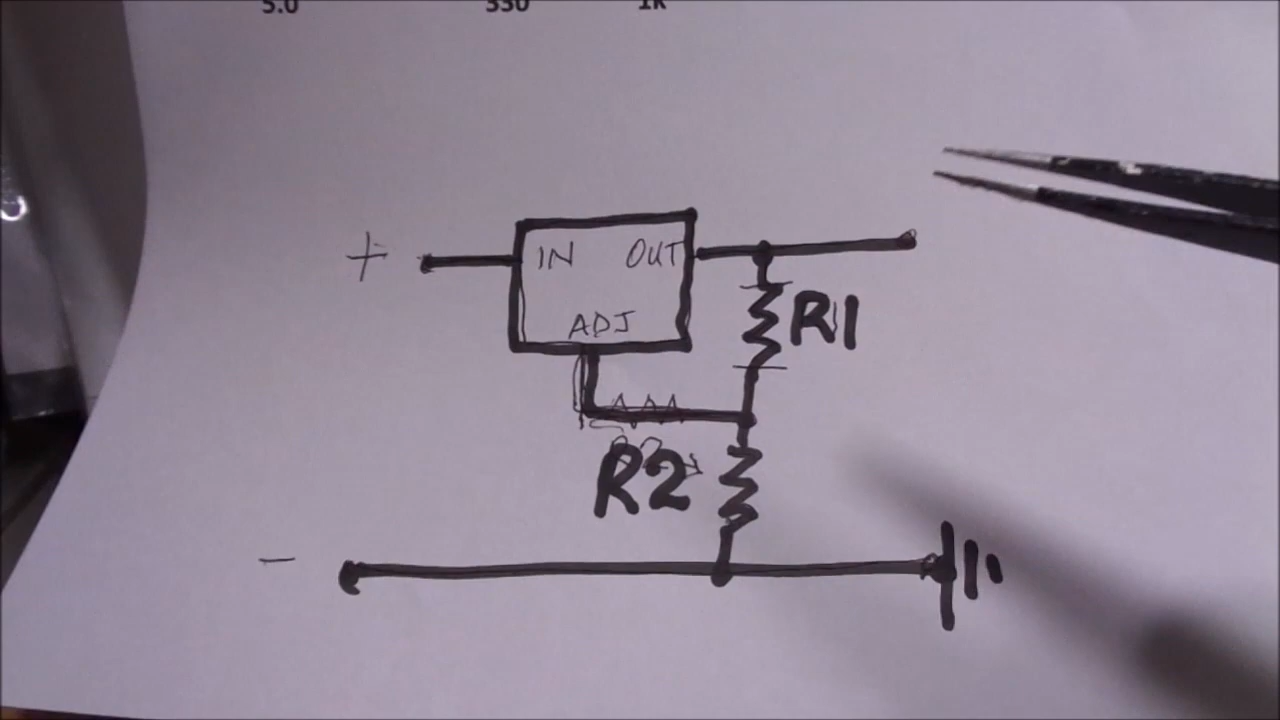 5.0 330 1k
+ IN OUT
ADJ
R1
R2
-